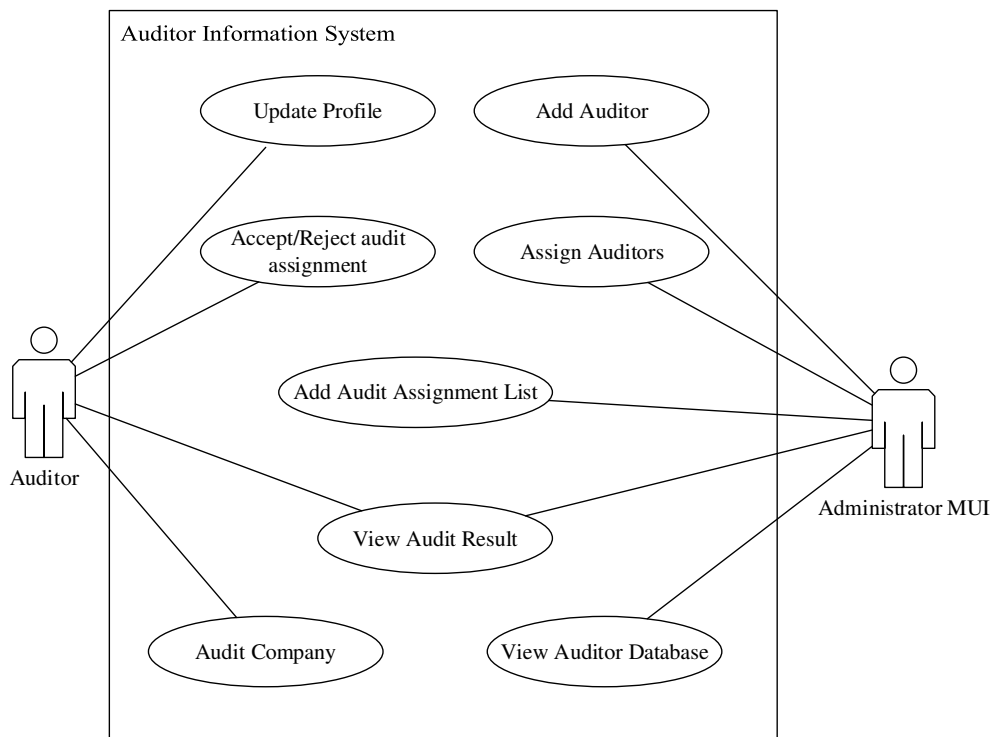 Auditor Information System
Update Profile
Add Auditor
Accept/Reject audit
assignment
Assign Auditors
Add Audit Assignment List
Auditor
Administrator MUI
View Audit Result
Audit Company
View Auditor Database